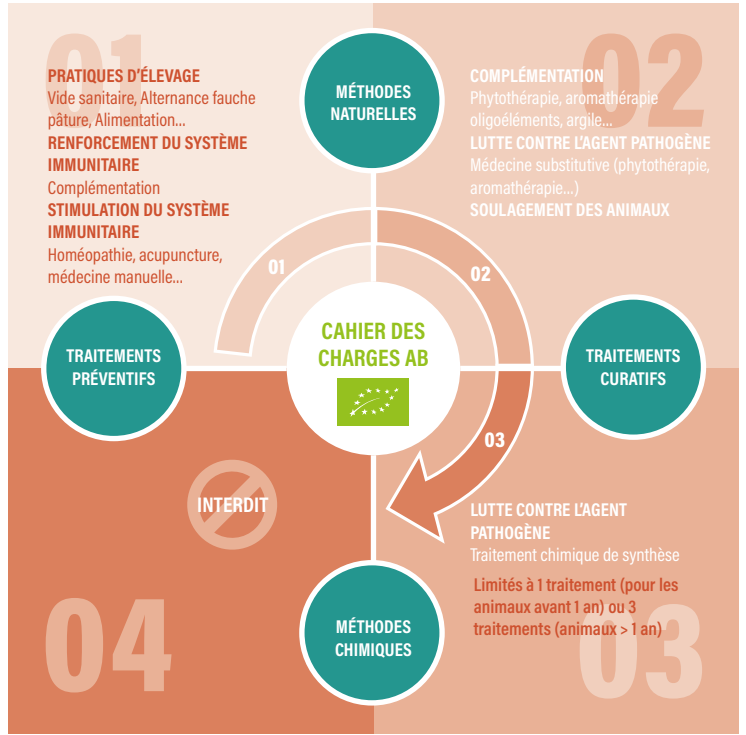 01
PRATIQUES D'ÉLEVAGE
Vide sanitaire, Alternance fauche
pâture, Alimentation...
RENFORCEMENT DU SYSTÈME
IMMUNITAIRE
Complémentation
STIMULATION DU SYSTÈME
IMMUNITAIRE
Homéopathie, acupuncture,
médecine manuelle...
MÉTHODES
NATURELLES
02
COMPLÉMENTATION
Phytothérapie, aromathérapie
oligoéléments, argile...
LUTTE CONTRE L'AGENT PATHOGÈNE
Médecine substitutive (phytothérapie,
aromathérapie...)
SOULAGEMENT DES ANIMAUX
01
02
TRAITEMENTS
PRÉVENTIFS
CAHIER DES
CHARGES AB
TRAITEMENTS
CURATIFS
03
INTERDIT
04
MÉTHODES
CHIMIQUES
LUTTE CONTRE L'AGENT
PATHOGÈNE
Traitement chimique de synthèse
Limités à 1 traitement (pour les
animaux avant 1 an) ou 3
traitements (animaux > 1 an)
03